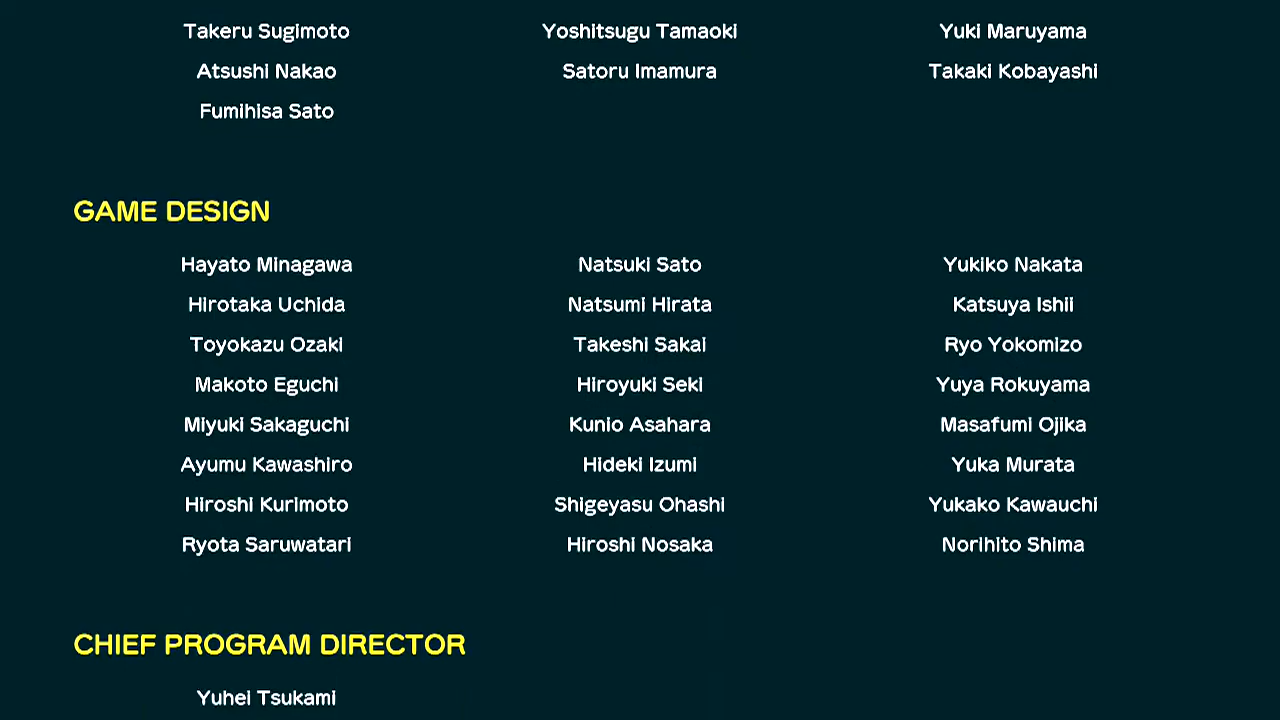 Takeru Sugimoto Yoshitsugu Tamaoki Yuki Maruyama
Atsushi Nakao Satoru Imamura Takaki Kobayashi
Fumihisa Sato
GAME DESIGN
Hayato Minagawa Natsuki Sato Yukiko Nakata
Hirotaka Uchida Natsumi Hirata Katsuya Ishii
Toyokazu Ozaki Takeshi Sakai Ryo Yokomizo
Makoto Eguchi Hiroyuki Seki Yuya Rokuyama
Miyuki Sakaguchi Kunio Asahara Masafumi Ojika
Ayumu Kawashiro Hideki Izumi Yuka Murata
Hiroshi Kurimoto Shigeyasu Ohashi Yukako Kawauchi
Ryota Saruwatari Hiroshi Nosaka Norihito Shima
CHIEF PROGRAM DIRECTOR
Yuhei Tsukami